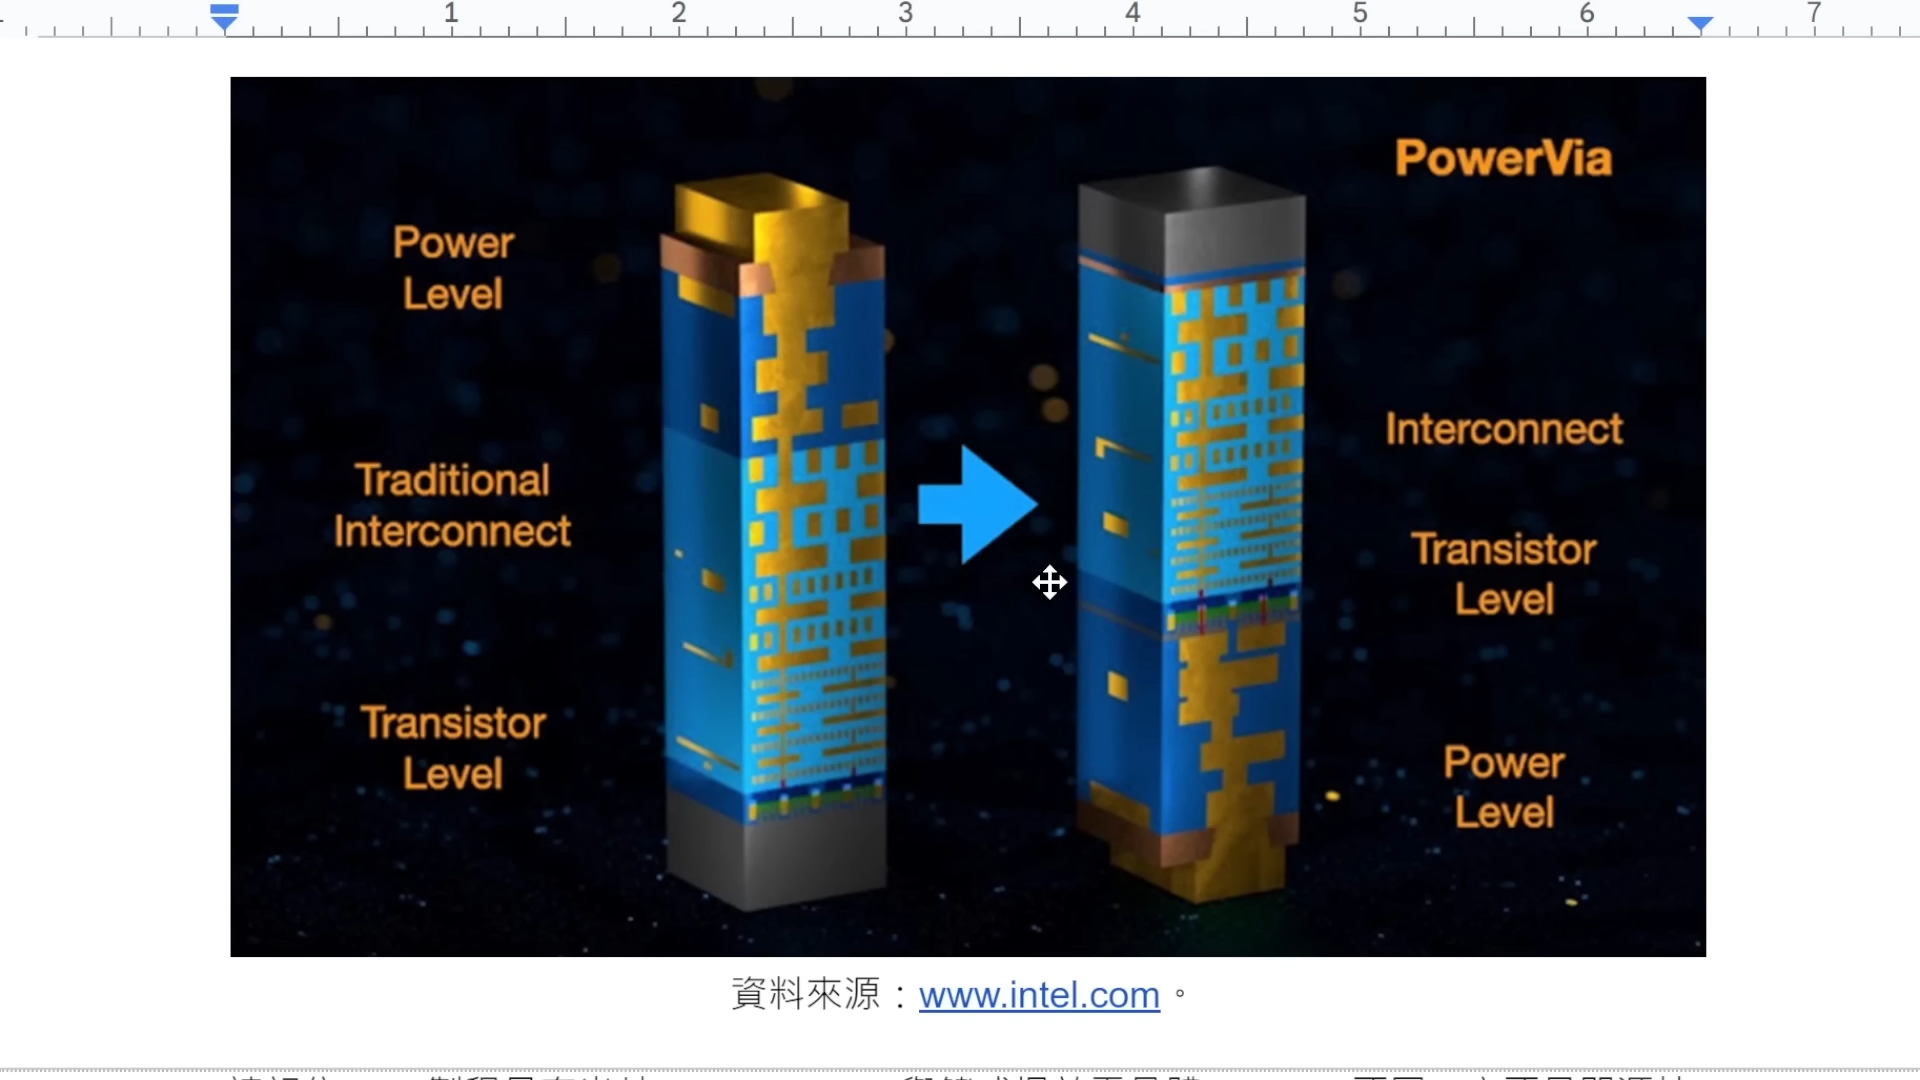 1 2 3 4 5 6 7
PowerVia
Power
Level
Traditional
Interconnect
Transistor
Level
Interconnect
Transistor
Level
Power
Level
資料來源：www.intel.com。